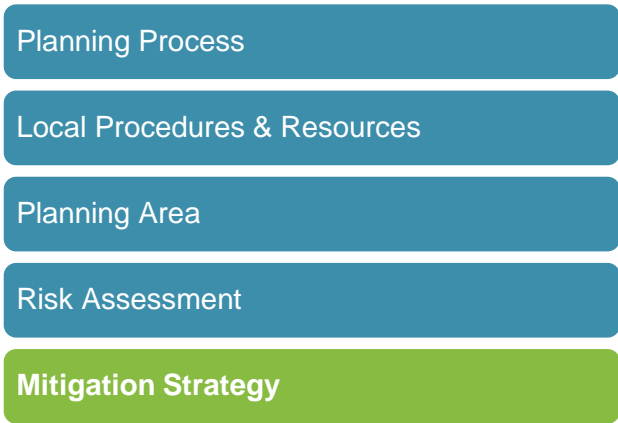 Planning Process
Local Procedures & Resources
Planning Area
Risk Assessment
Mitigation Strategy